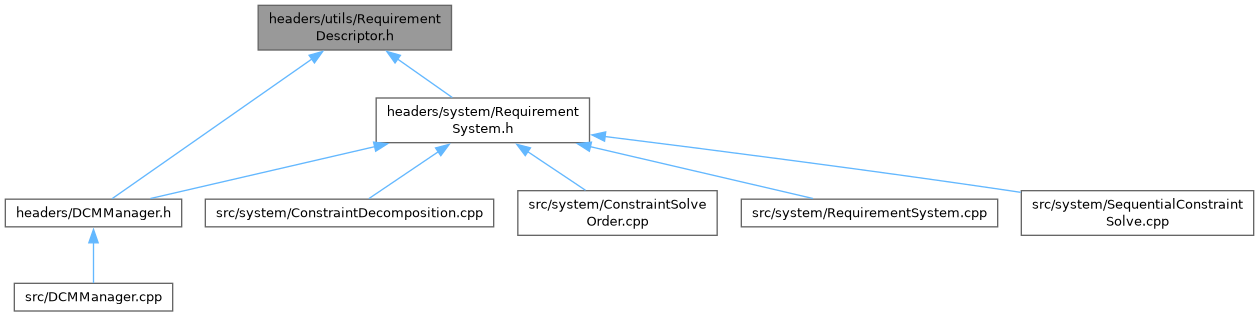 headers/utils/Requirement
Descriptor.h
headers/system/Requirement
System.h
headers/DCMManager.h
src/system/ConstraintDecomposition.cpp
src/system/ConstraintSolve
Order.cpp
src/system/RequirementSystem.cpp
src/system/SequentialConstraint
Solve.cpp
src/DCMManager.cpp